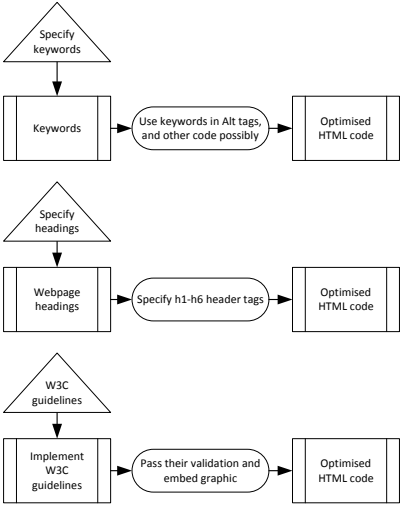 Specify
keywords
Keywords
Use keywords in Alt tags,
and other code possibly
Optimised
HTML code
Specify
headings
Webpage
headings
Specify h1-h6 header tags
Optimised
HTML code
W3C
guidelines
Implement
W3C
guidelines
Pass their validation and
embed graphic
Optimised
HTML code